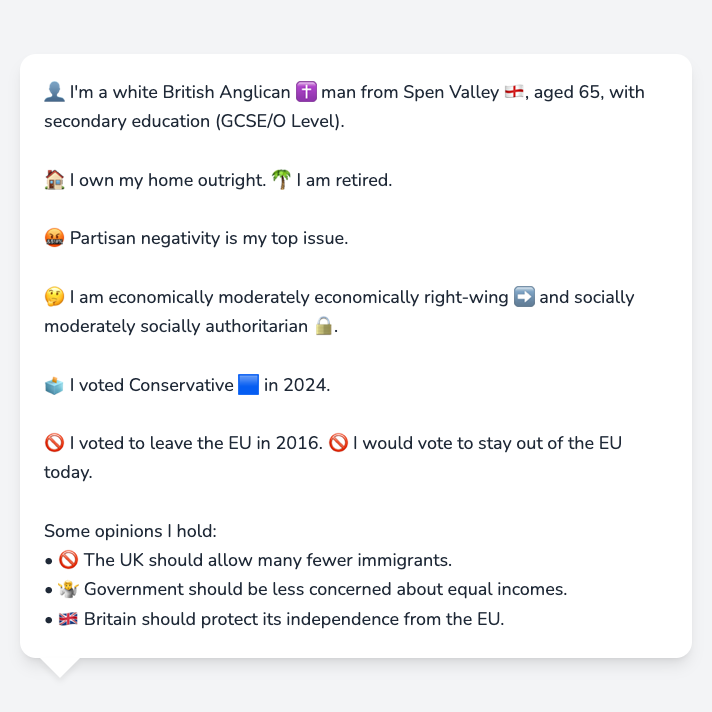 👤 I'm a white British Anglican ✝️ man from Spen Valley 🏴󠁧󠁢󠁥󠁮󠁧󠁿, aged 65, with
secondary education (GCSE/O Level).
🏠 I own my home outright. 🌴 I am retired.
🤬 Partisan negativity is my top issue.
🤔 I am economically moderately economically right-wing ➡️ and socially
moderately socially authoritarian 🔒.
🗳️ I voted Conservative 🟦 in 2024.
🚫 I voted to leave the EU in 2016. 🚫 I would vote to stay out of the EU
today.
Some opinions I hold:
• 🚫 The UK should allow many fewer immigrants.
• 🤷 Government should be less concerned about equal incomes.
• 🇬🇧 Britain should protect its independence from the EU.